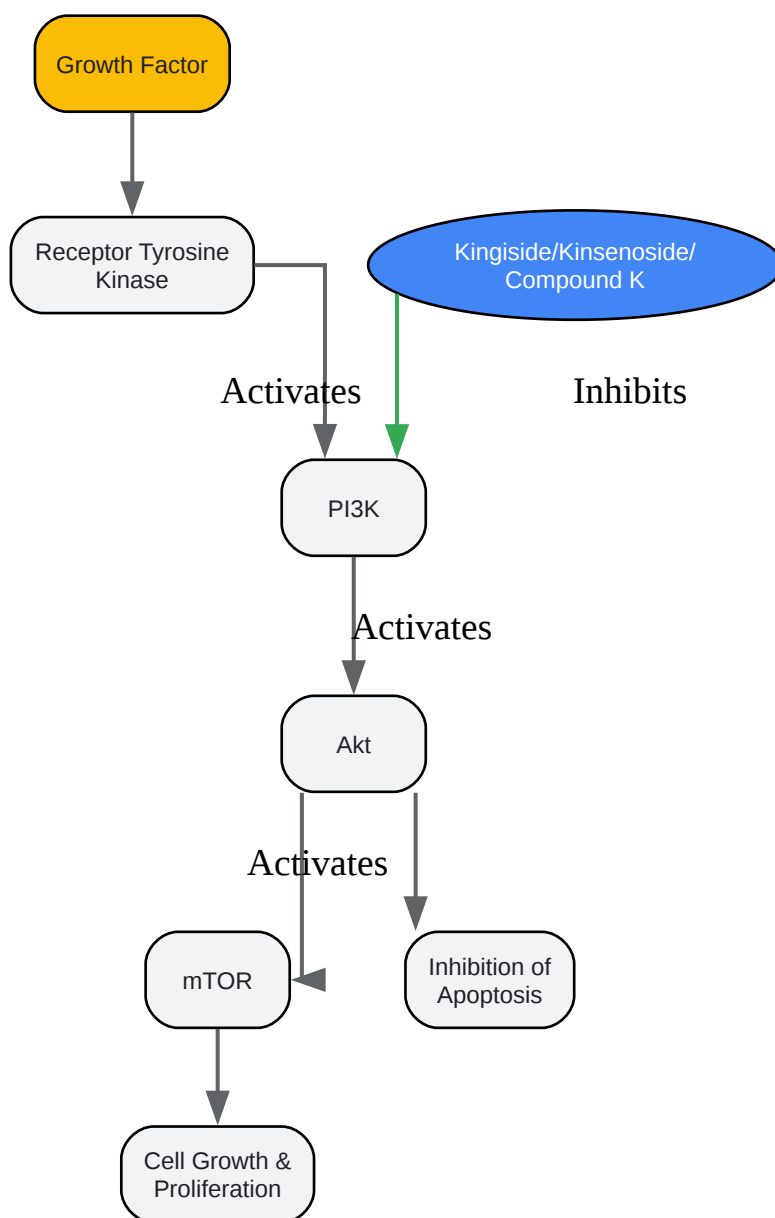 Growth Factor
Receptor Tyrosine
Kinase
Kingiside/Kinsenoside/
Compound K
Activates
Inhibits
PI3K
Activates
Akt
Activates
mTOR
Inhibition of
Apoptosis
Cell Growth &
Proliferation